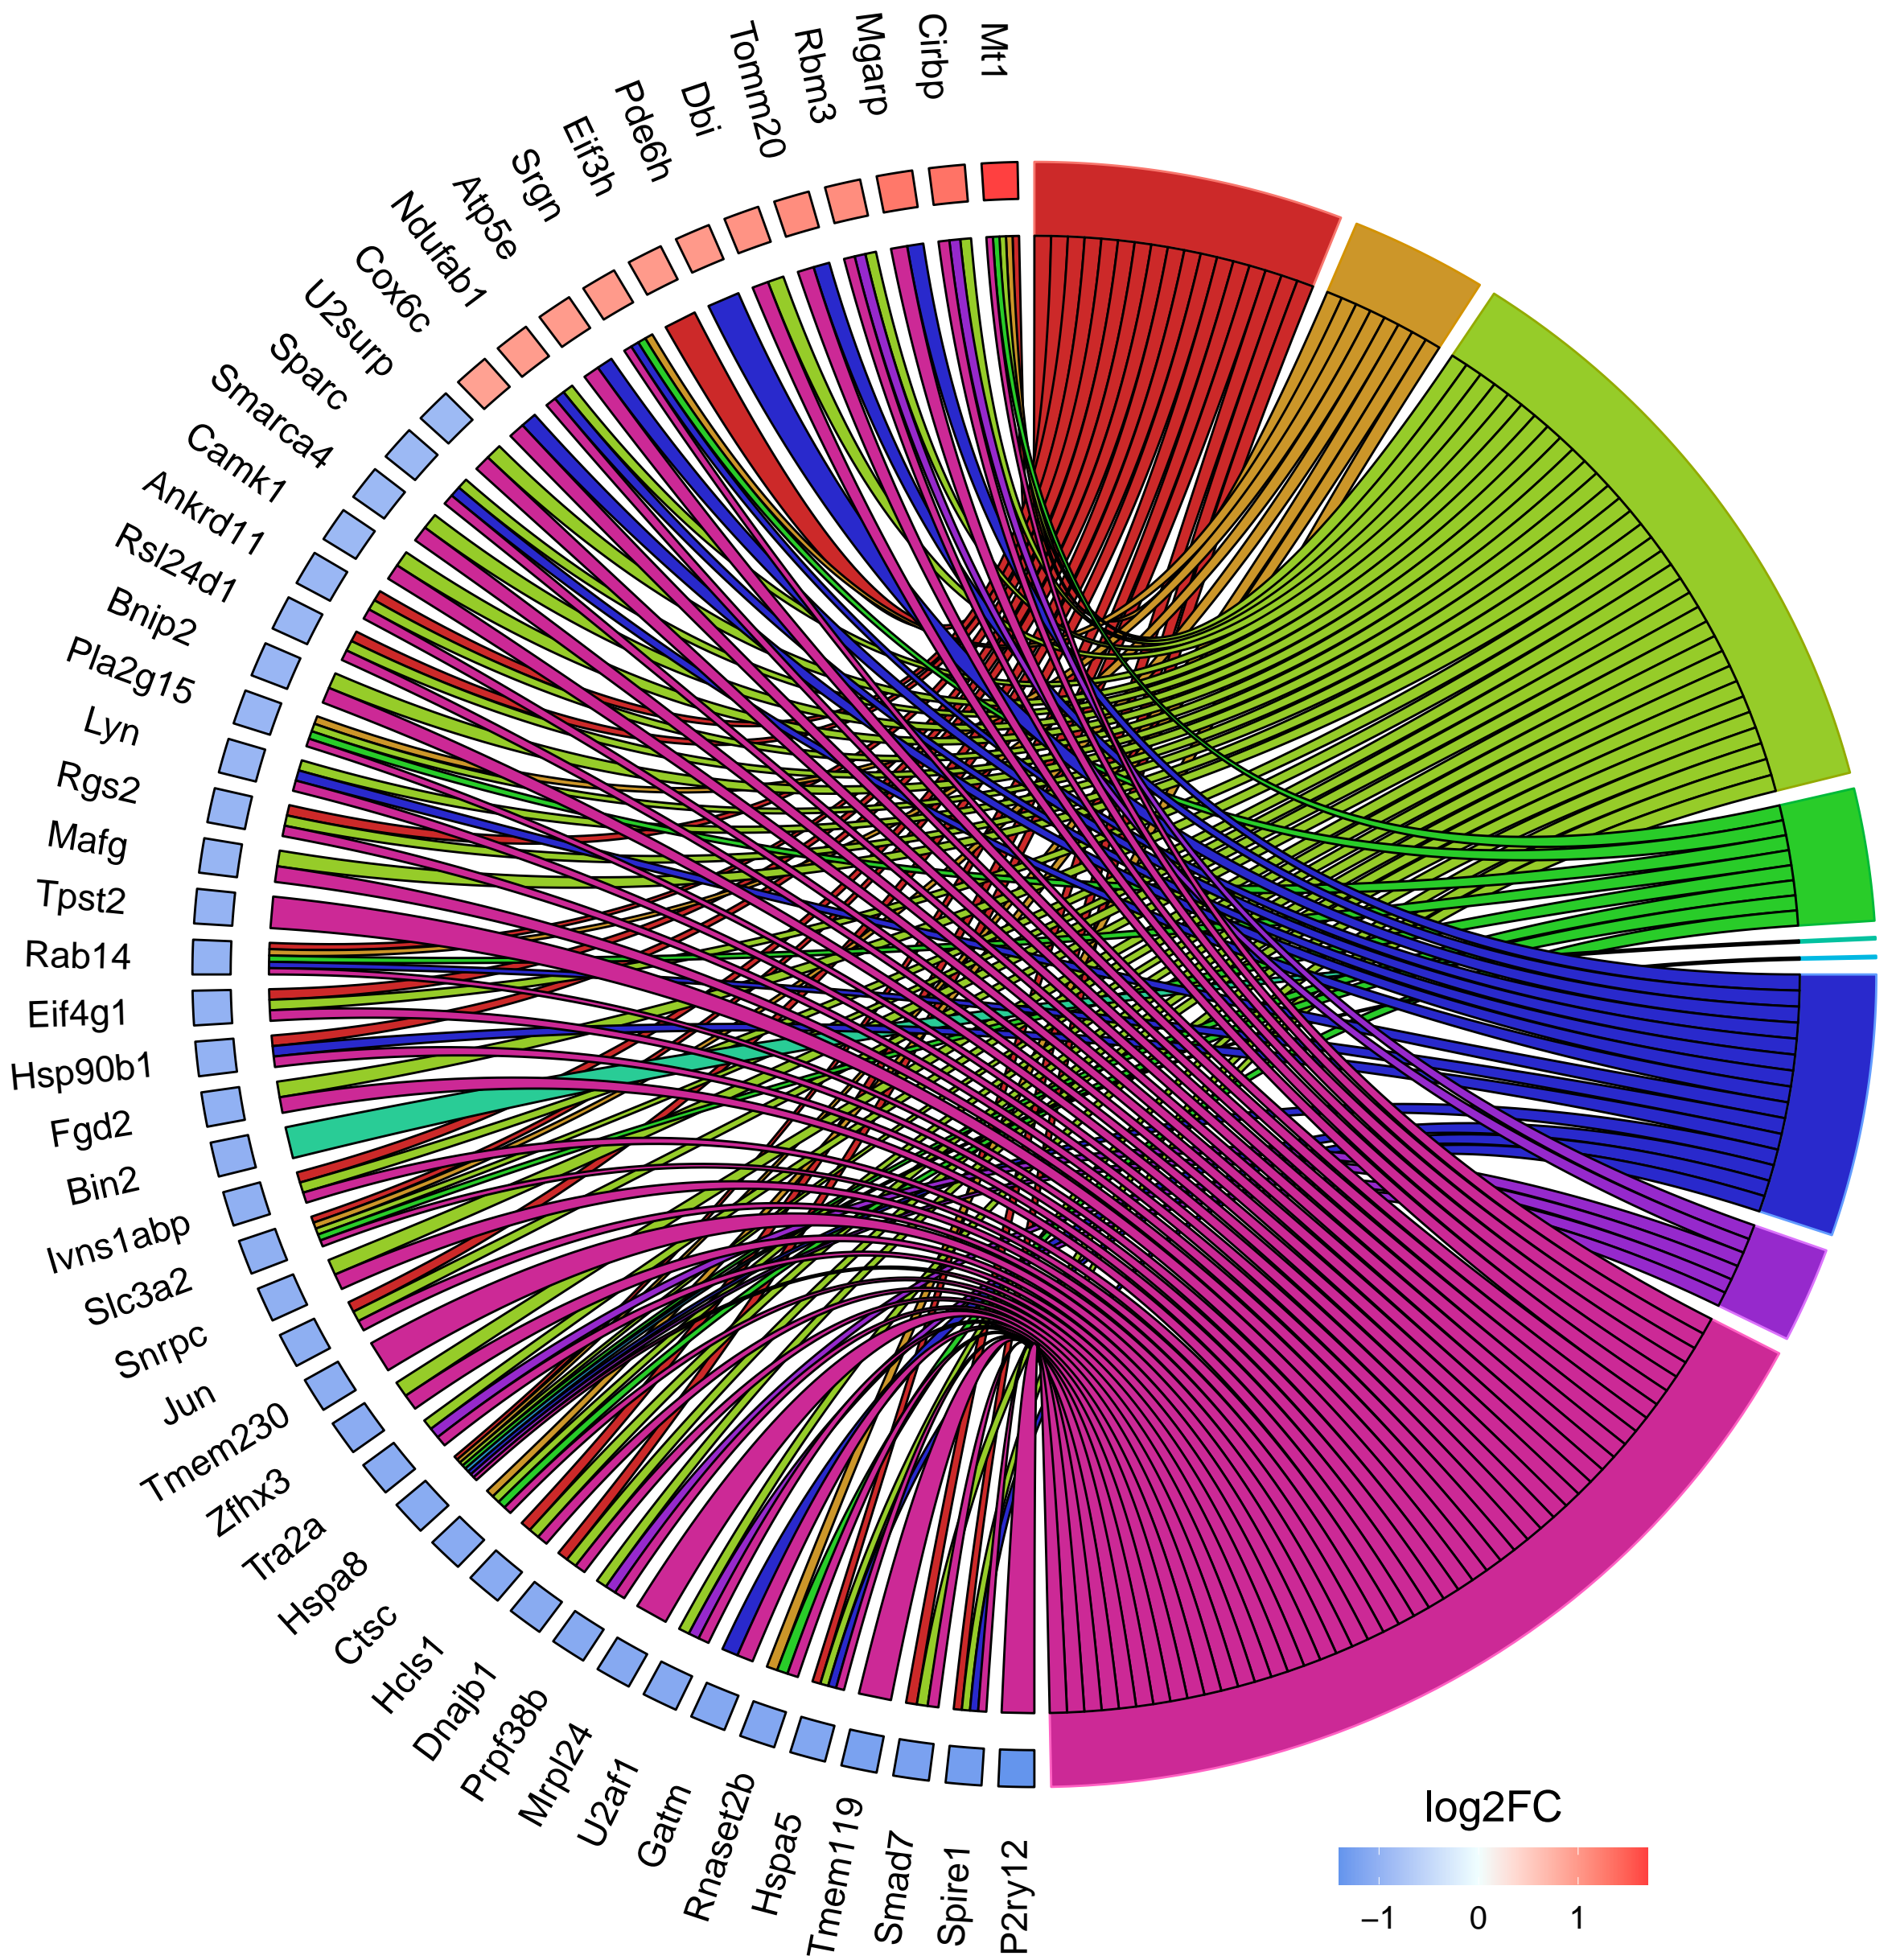 Mt1
Cirbp
Mgarp
Rbm3
Tomm20
Dbi
Pde6h
Eif3h
Srgn
Atp5e
Ndufab1
Cox6c
U2surp
Sparc
Smarca4
Camk1
Ankrd11
Rsl24d1
Bnip2
Pla2g15
Lyn
Rgs2
Mafg
Tpst2
Rab14
Eif4g1
Hsp90b1
Fgd2
Bin2
Ivns1abp
Slc3a2
Snrpc
Jun
Tmem230
Zfhx3
Tra2a
Hspa8
Ctsc
Hcls1
Dnajb1
Prpf38b
Mrpl24
U2af1
Gatm
Rnaset2b
Hspa5
Tmem119
Smad7
Spire1
P2ry12
log2FC
−1 0 1